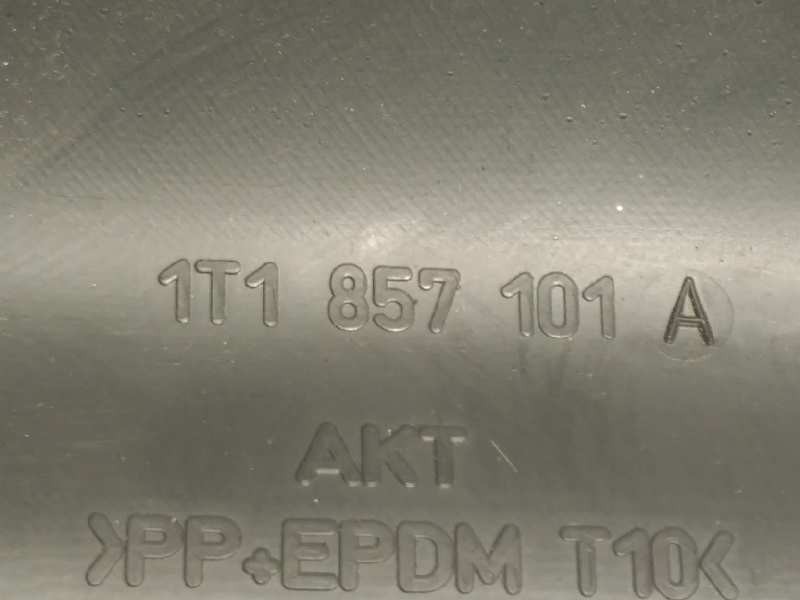 1T1 857 101 A
AKT
>PP+EPDM T10<